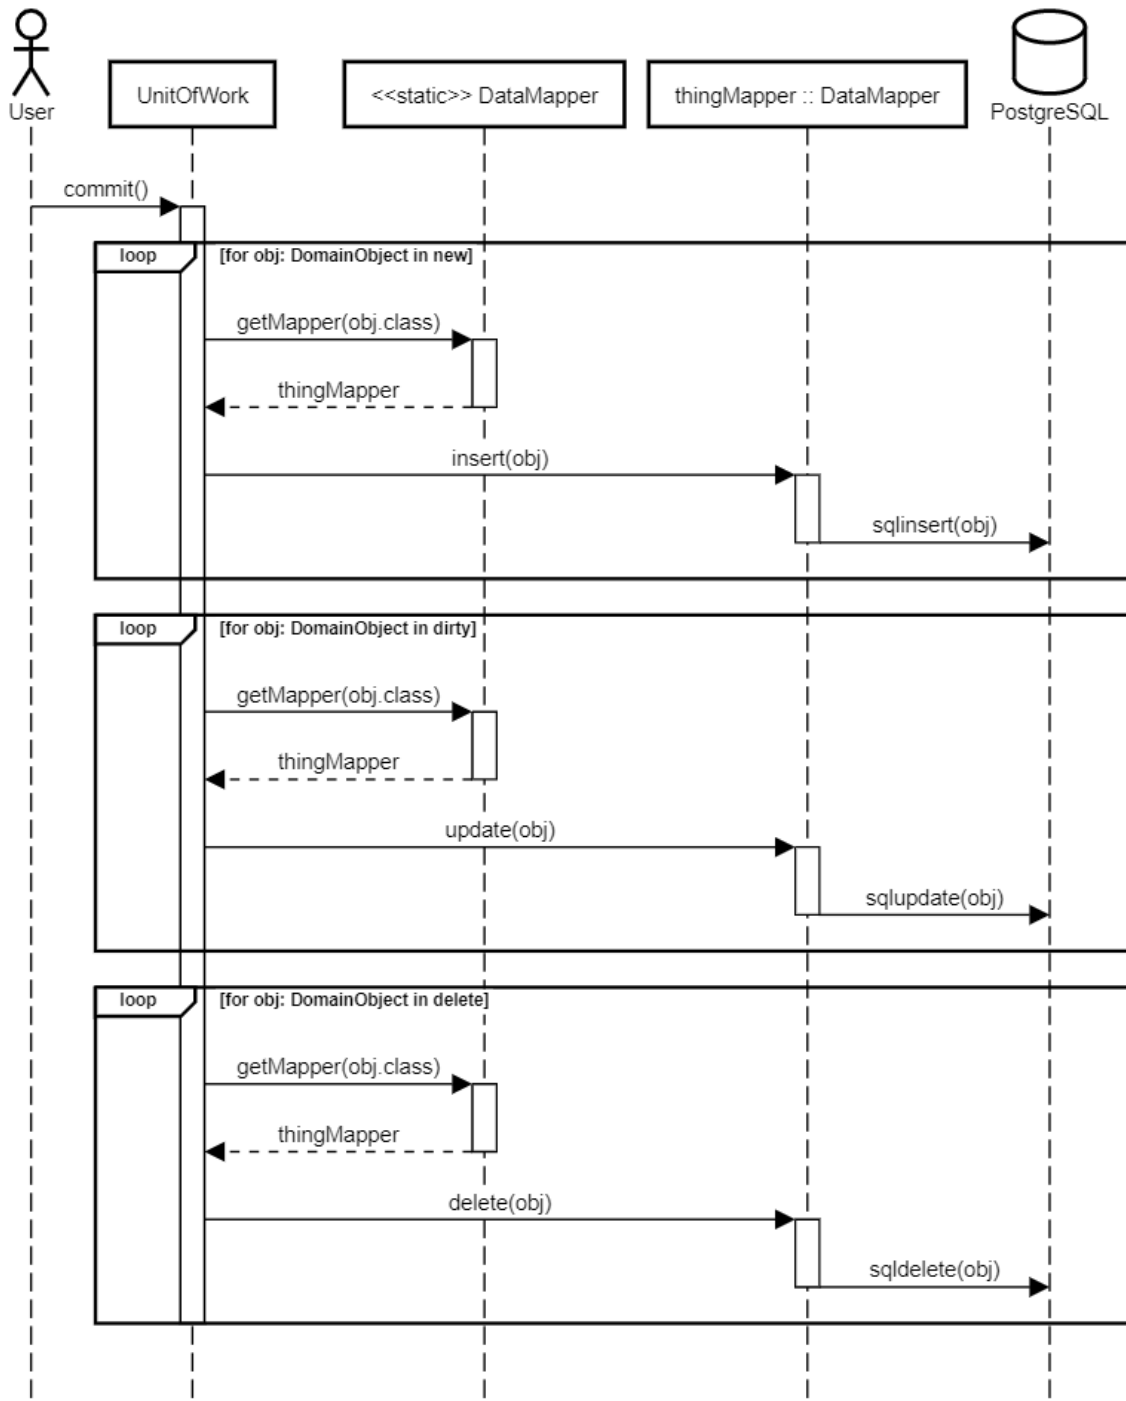 User
UnitOfWork
<<static>> DataMapper
thingMapper :: DataMapper
PostgreSQL
commit()
loop
[for obj: DomainObject in new]
getMapper(obj.class)
thingMapper
insert(obj)
sqlinsert(obj)
loop
[for obj: DomainObject in dirty]
getMapper(obj.class)
thingMapper
update(obj)
sqlupdate(obj)
loop
[for obj: DomainObject in delete]
getMapper(obj.class)
thingMapper
delete(obj)
sqldelete(obj)